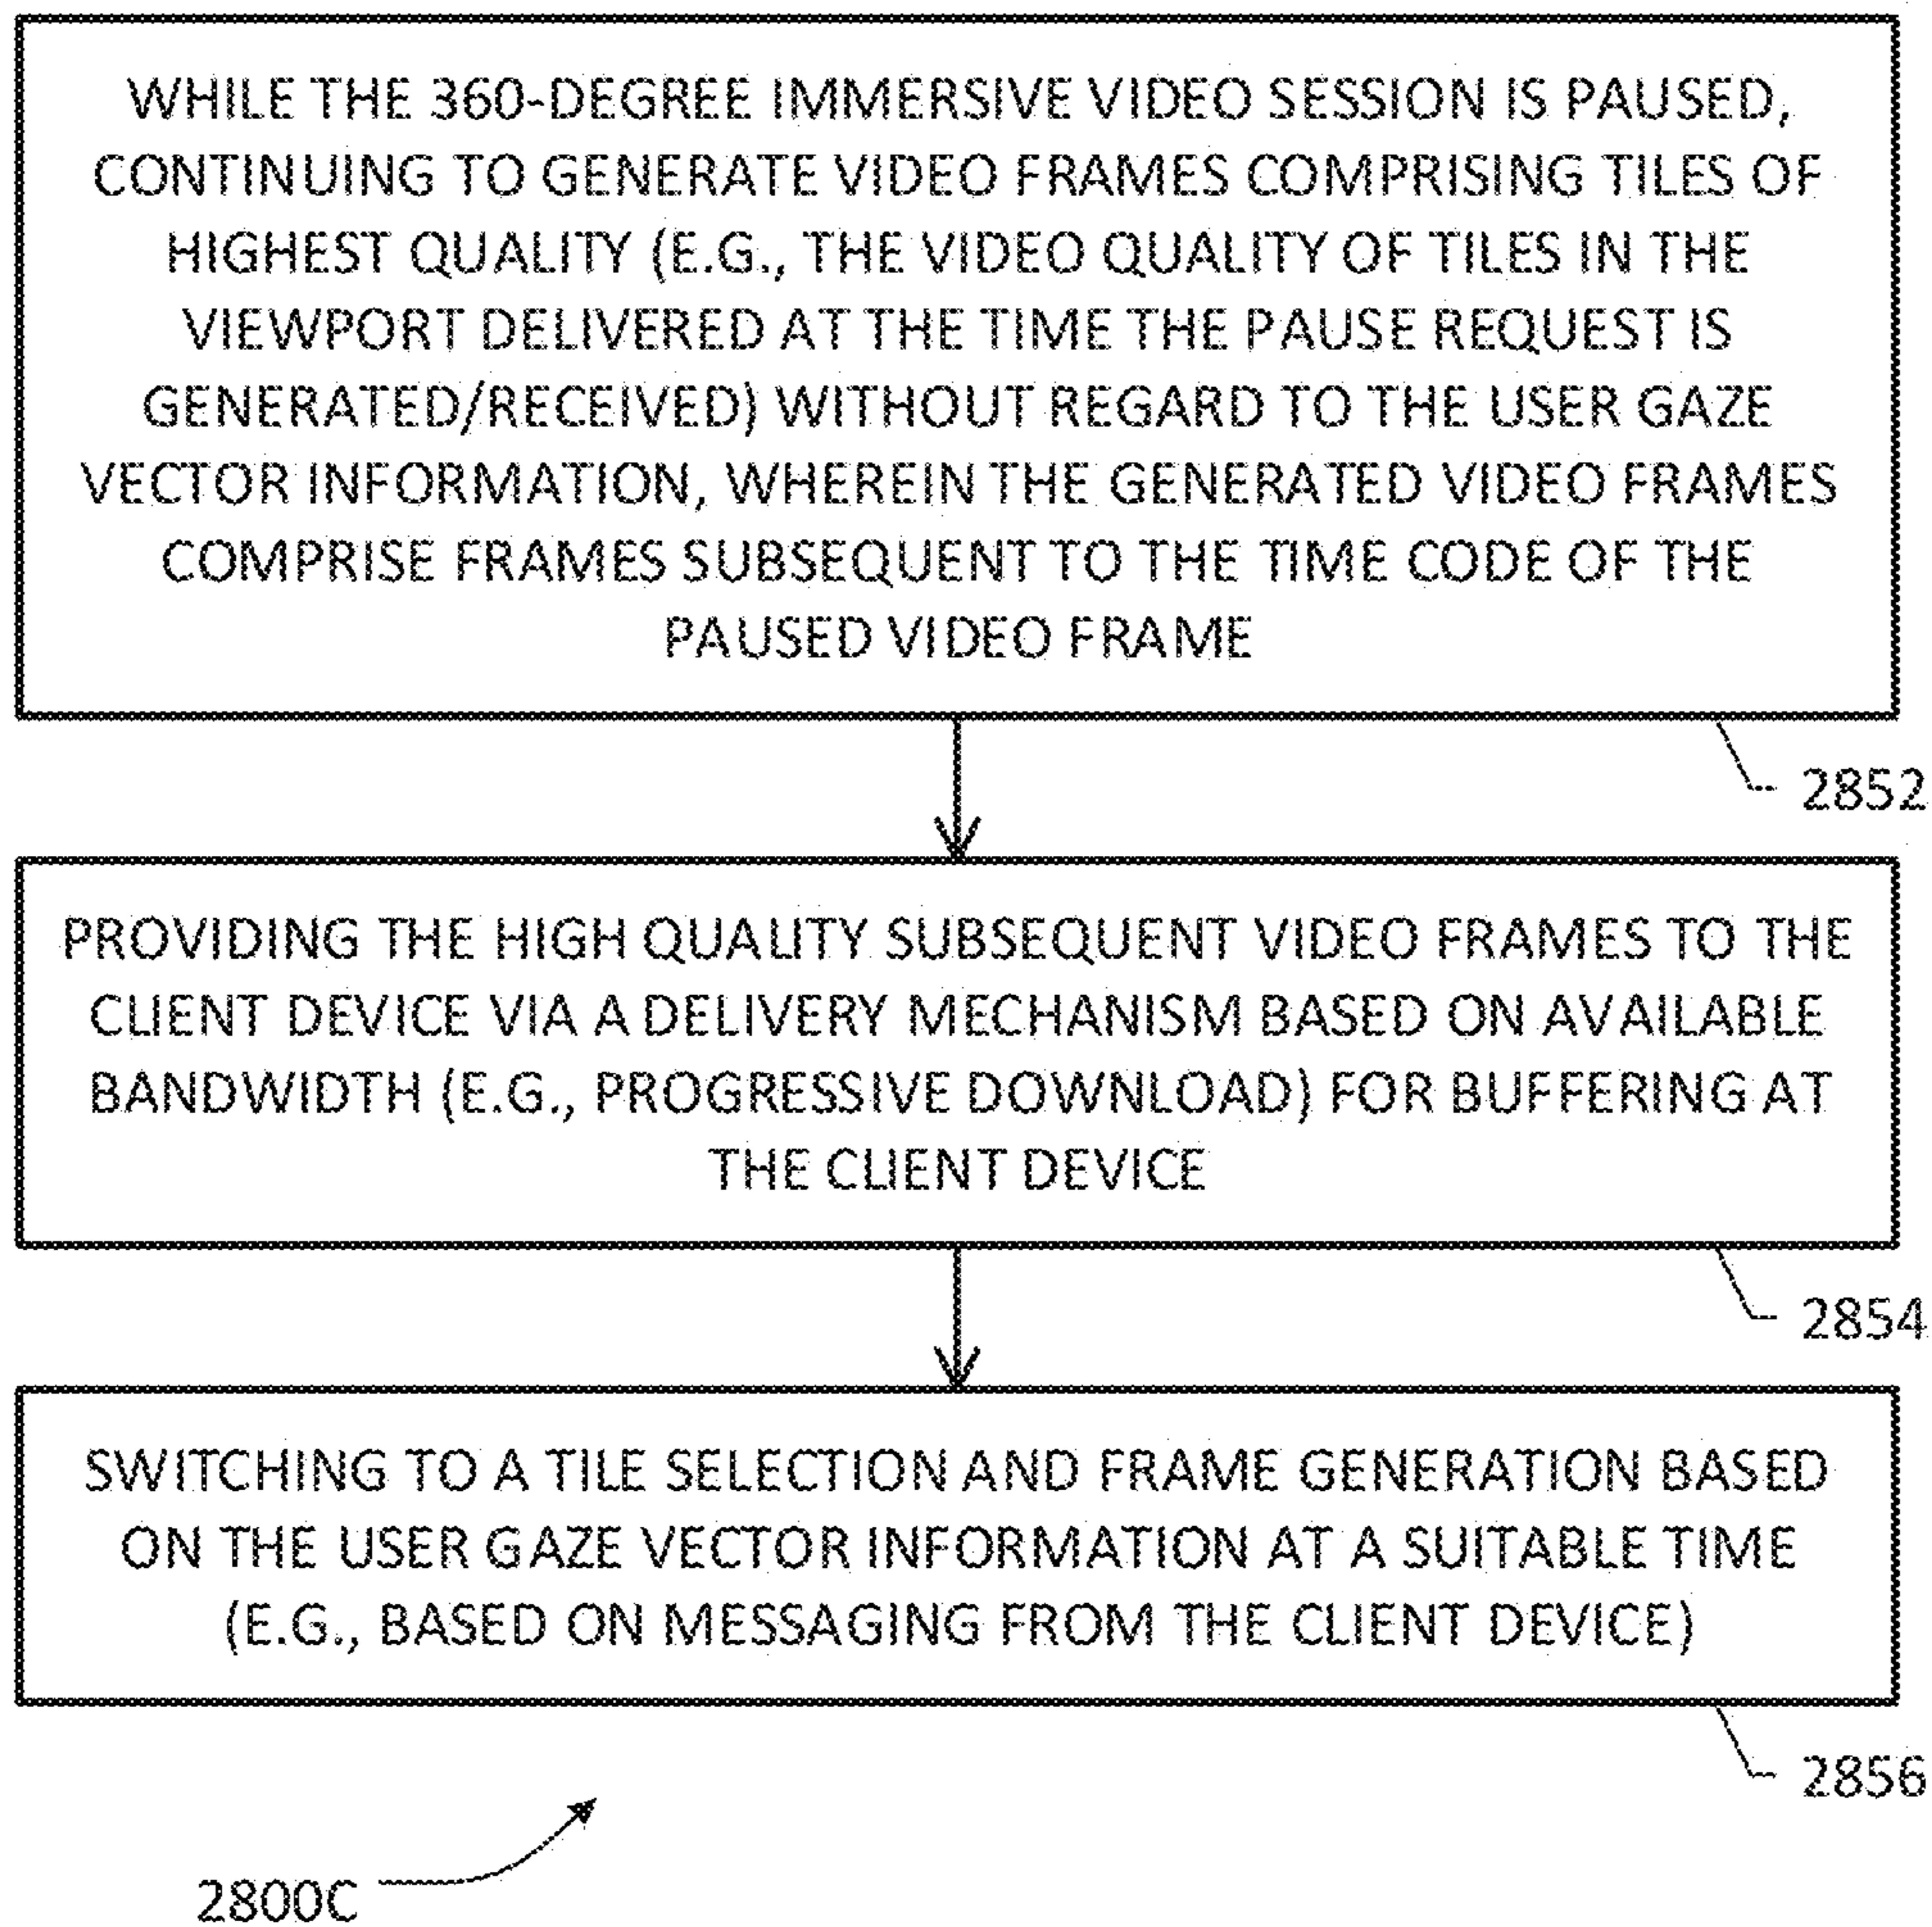 WHILE THE 360-DEGREE IMMERSIVE VIDEO SESSION IS PAUSED,
CONTINUING TO GENERATE VIDEO FRAMES COMPRISING TILES OF
HIGHEST QUALITY (E.G., THE VIDEO QUALITY OF TILES IN THE
VIEWPORT DELIVERED AT THE TIME THE PAUSE REQUEST IS
GENERATED/RECEIVED) WITHOUT REGARD TO THE USER GAZE
VECTOR INFORMATION, WHEREIN THE GENERATED VIDEO FRAMES
COMPRISE FRAMES SUBSEQUENT TO THE TIME CODE OF THE
PAUSED VIDEO FRAME
2852
PROVIDING THE HIGH QUALITY SUBSEQUENT VIDEO FRAMES TO THE
CLIENT DEVICE VIA A DELIVERY MECHANISM BASED ON AVAILABLE
BANDWIDTH (E.G., PROGRESSIVE DOWNLOAD) FOR BUFFERING AT
THE CLIENT DEVICE
2854
SWITCHING TO A TILE SELECTION AND FRAME GENERATION BASED
ON THE USER GAZE VECTOR INFORMATION AT A SUITABLE TIME
(E.G., BASED ON MESSAGING FROM THE CLIENT DEVICE)
2856
2800C